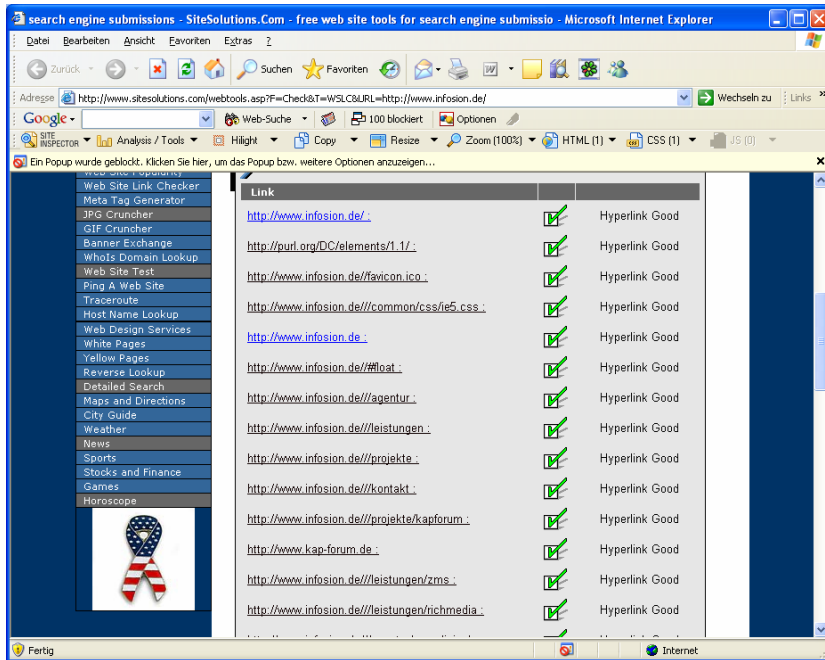 search engine submissions - SiteSolutions.Com - free web site tools for search engine submissio - Microsoft Internet Explorer
Datei Bearbeiten Ansicht Favoriten Extras ?
Zurück Suchen Favoriten
Adresse http://www.sitesolutions.com/webtools.asp?F=Check&T=WSLC&URL=http://www.infosion.de/ Wechseln zu Links
Google Web-Suche 100 blockiert Optionen
SITE INSPECTOR Analysis / Tools Hilight Copy Resize Zoom (100%) HTML (1) CSS (1) JS (0)
Ein Popup wurde geblockt. Klicken Sie hier, um das Popup bzw. weitere Optionen anzuzeigen...
Web Site Popularity
Web Site Link Checker
Meta Tag Generator
JPG Cruncher
GIF Cruncher
Banner Exchange
WhoIs Domain Lookup
Web Site Test
Ping A Web Site
Traceroute
Host Name Lookup
Web Design Services
White Pages
Yellow Pages
Reverse Lookup
Detailed Search
Maps and Directions
City Guide
Weather
News
Sports
Stocks and Finance
Games
Horoscope
Link
http://www.infosion.de/ : Hyperlink Good
http://purl.org/DC/elements/1.1/ : Hyperlink Good
http://www.infosion.de//favicon.ico : Hyperlink Good
http://www.infosion.de///common/css/ie5.css : Hyperlink Good
http://www.infosion.de : Hyperlink Good
http://www.infosion.de//#float : Hyperlink Good
http://www.infosion.de///agentur : Hyperlink Good
http://www.infosion.de///leistungen : Hyperlink Good
http://www.infosion.de///projekte : Hyperlink Good
http://www.infosion.de///kontakt : Hyperlink Good
http://www.infosion.de///projekte/kapforum : Hyperlink Good
http://www.kap-forum.de : Hyperlink Good
http://www.infosion.de///leistungen/zms : Hyperlink Good
http://www.infosion.de///leistungen/richmedia : Hyperlink Good
Fertig Internet